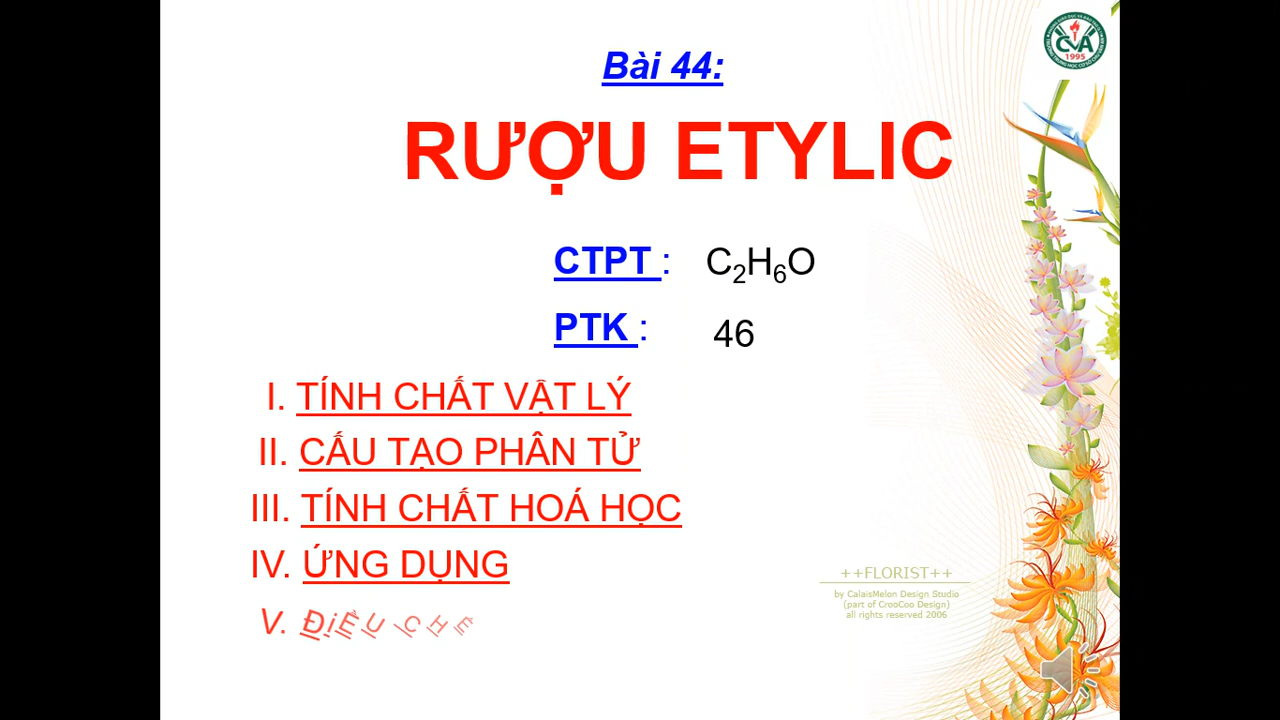 Bài 44:
RƯỢU ETYLIC
CTPT : C₂H₆O
PTK : 46
I. TÍNH CHẤT VẬT LÝ
II. CẤU TẠO PHÂN TỬ
III. TÍNH CHẤT HOÁ HỌC
IV. ỨNG DỤNG
V. ĐiỀU CHẾ
++FLORIST++
by CalaisMelon Design Studio
(part of CrooCoo Design)
all rights reserved 2006
CVA
1995